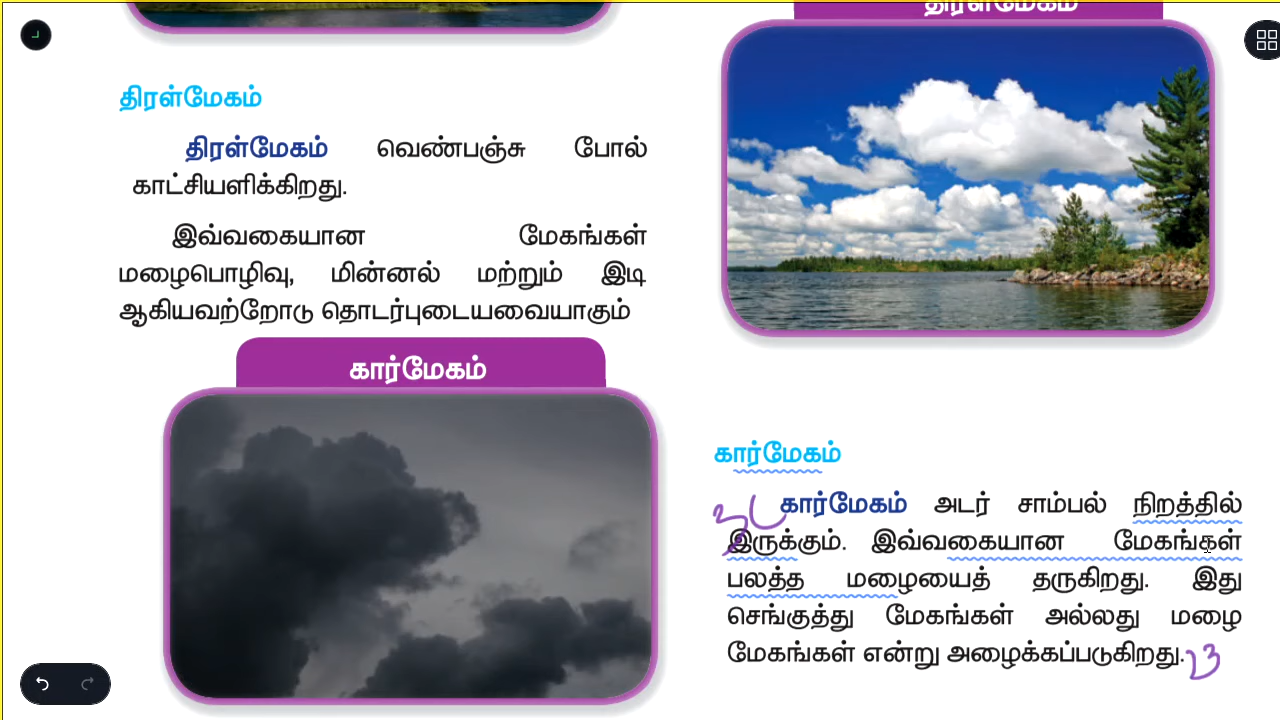 திரள்மேகம்
திரள்மேகம்
திரள்மேகம் வெண்பஞ்சு போல்
காட்சியளிக்கிறது.
இவ்வகையான மேகங்கள்
மழைபொழிவு, மின்னல் மற்றும் இடி
ஆகியவற்றோடு தொடர்புடையவையாகும்
கார்மேகம்
கார்மேகம்
கார்மேகம் அடர் சாம்பல் நிறத்தில்
இருக்கும். இவ்வகையான மேகங்கள்
பலத்த மழையைத் தருகிறது. இது
செங்குத்து மேகங்கள் அல்லது மழை
மேகங்கள் என்று அழைக்கப்படுகிறது.